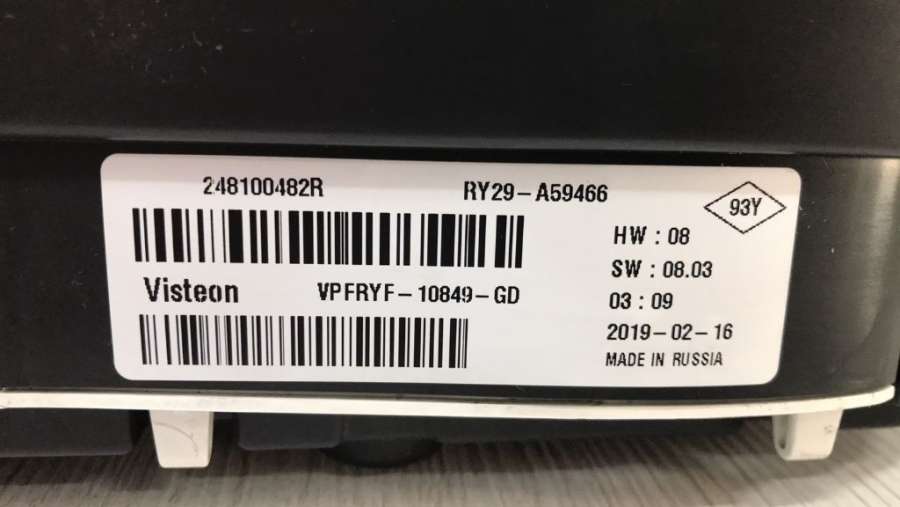 248100482R RY29-A59466
93Y
HW : 08
SW : 08.03
Visteon VPFRYF-10849-GD
03 : 09
2019-02-16
MADE IN RUSSIA